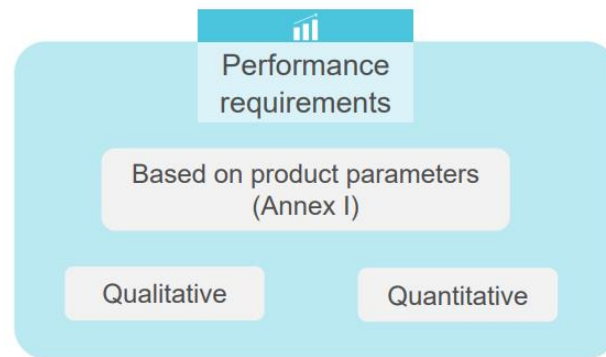 Performance
requirements
Based on product parameters
(Annex I)
Qualitative
Quantitative